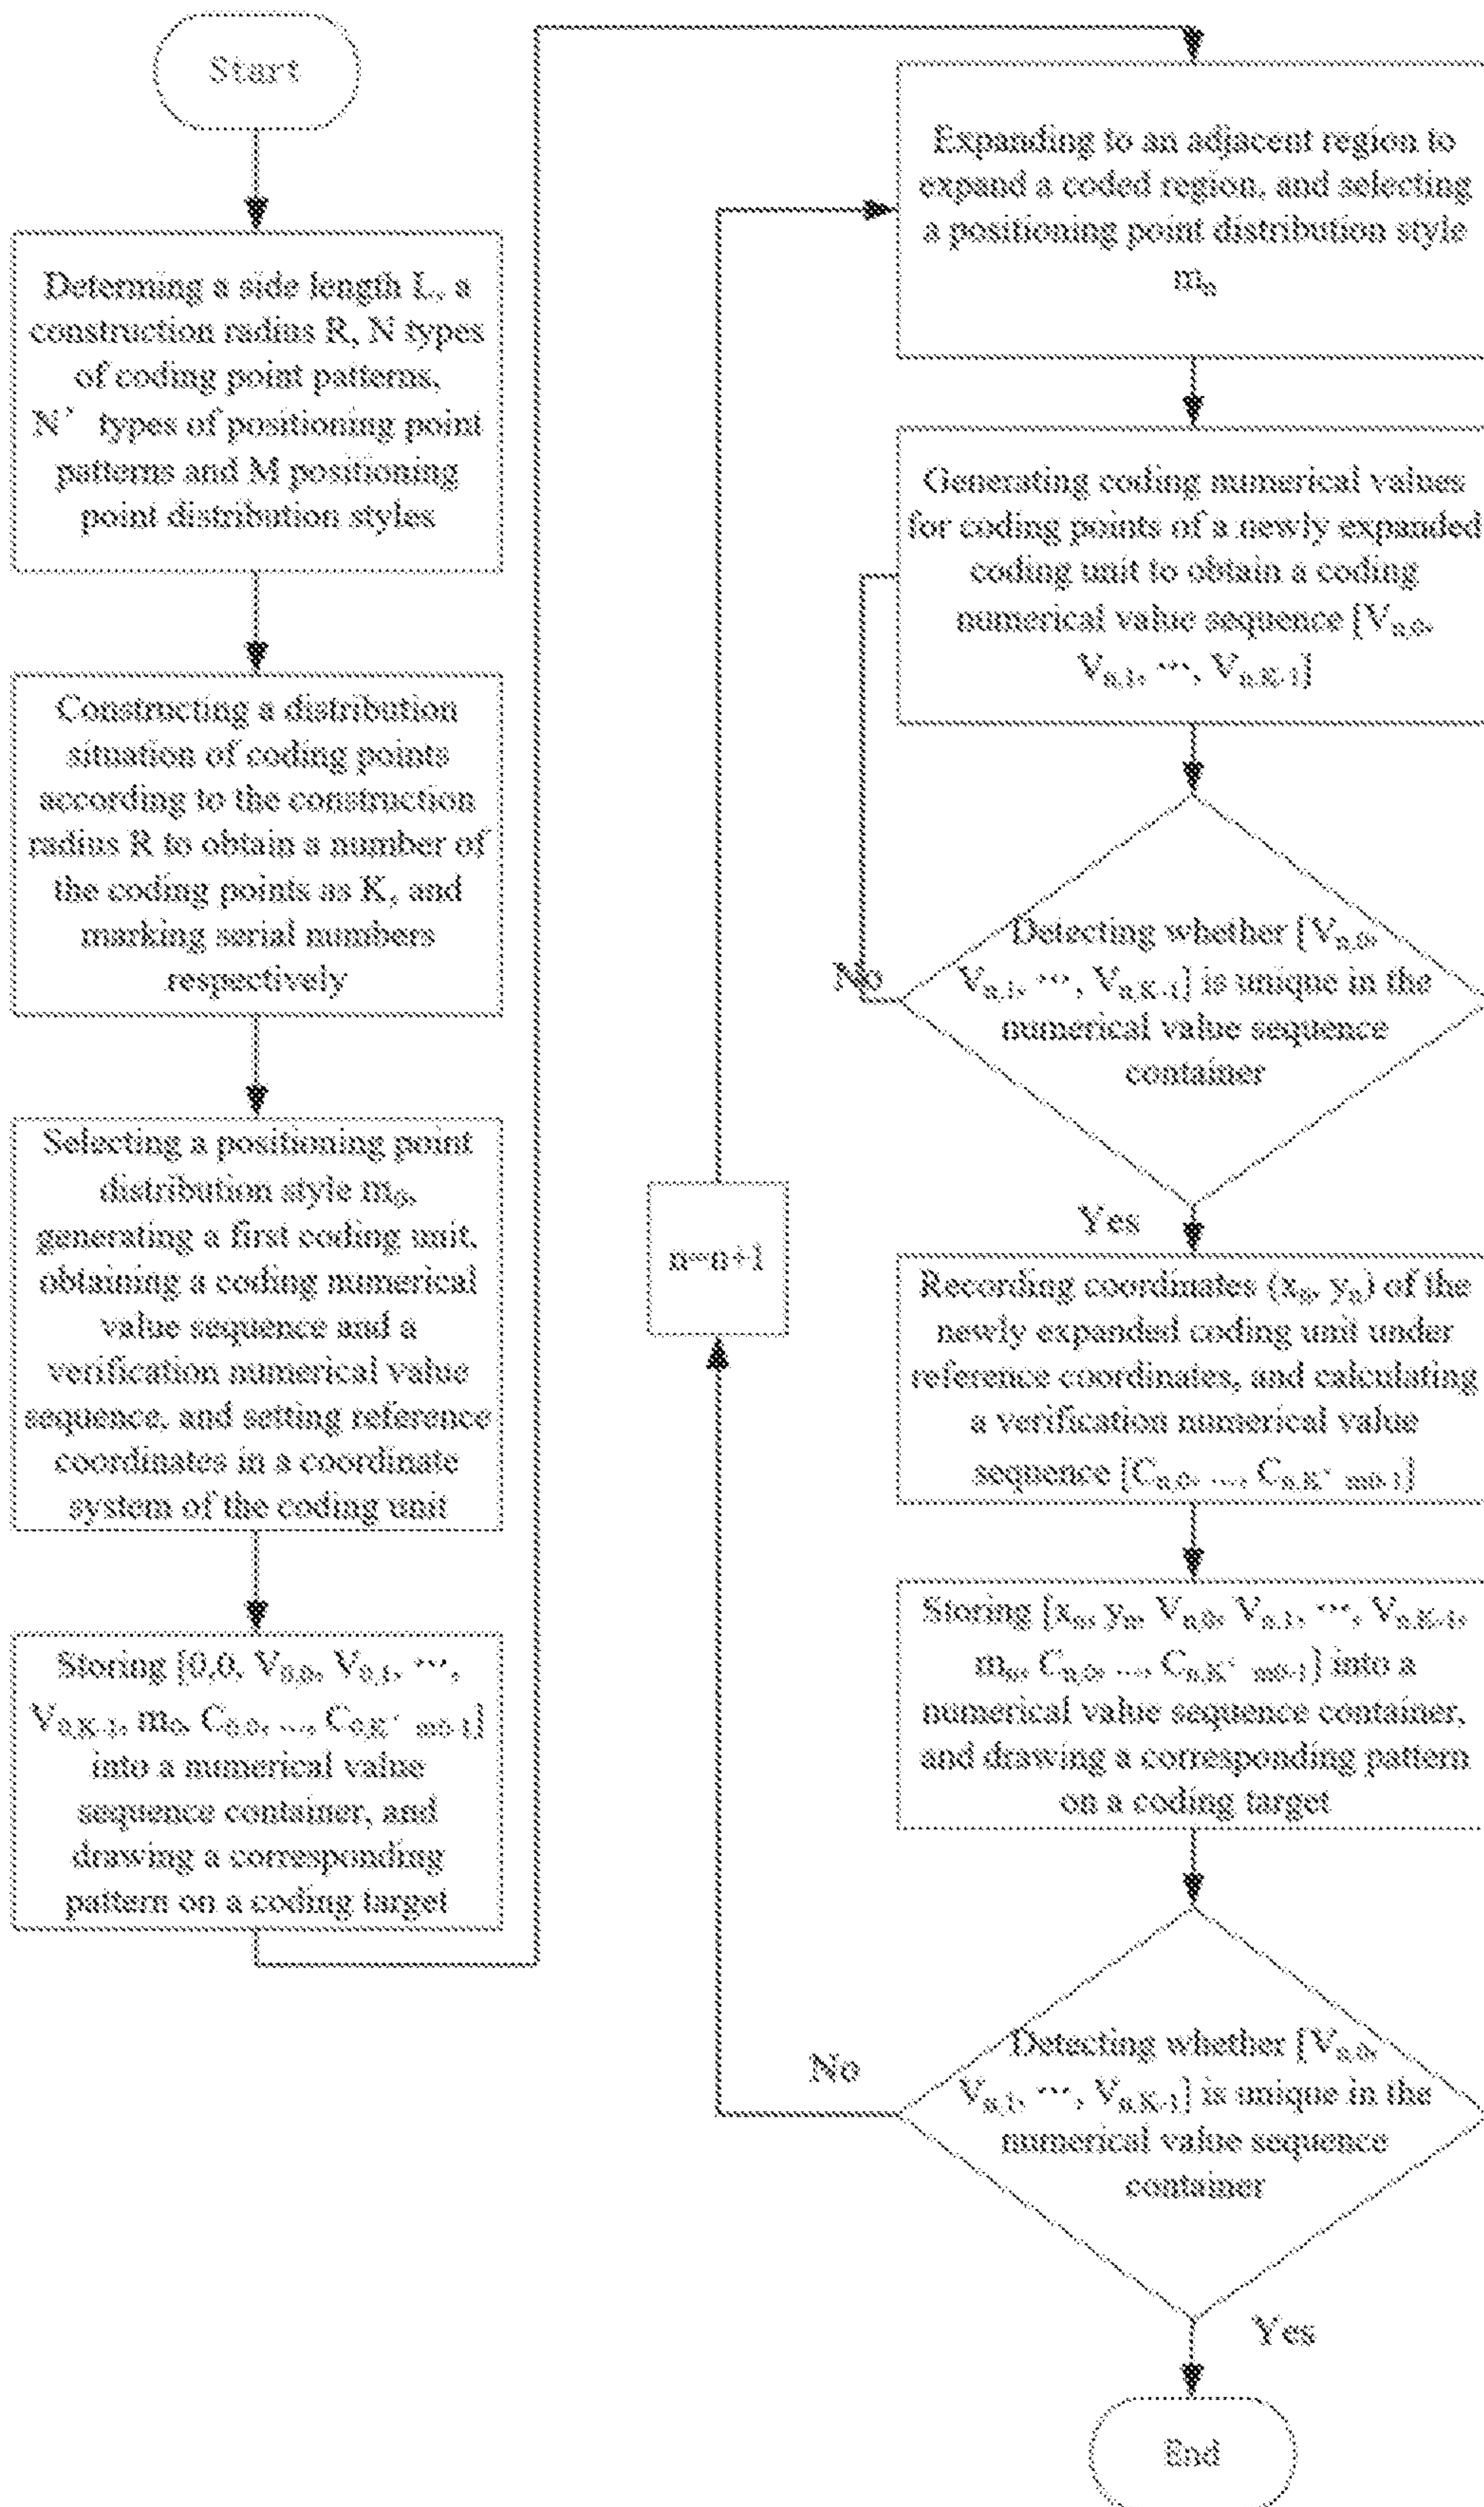 Start
Determing a side length L, a
construction radius R, N types
of coding point patterns,
N' types of positioning point
patterns and M positioning
point distribution styles
Constructing a distribution
situation of coding points
according to the construction
radius R to obtain a number of
the coding points as K, and
marking serial numbers
respectively
Selecting a positioning point
distribution style m0,
generating a first coding unit,
obtaining a coding numerical
value sequence and a
verification numerical value
sequence, and setting reference
coordinates in a coordinate
system of the coding unit
Storing [0,0, V0,0, V0,1, ···,
V0,K-1, m0, C0,0, ..., C0,K' m0-1]
into a numerical value
sequence container, and
drawing a corresponding
pattern on a coding target
Expanding to an adjacent region to
expand a coded region, and selecting
a positioning point distribution style
mn
Generating coding numerical values
for coding points of a newly expanded
coding unit to obtain a coding
numerical value sequence [Vn,0,
Vn,1, ···, Vn,K-1]
Detecting whether [Vn,0,
Vn,1, ···, Vn,K-1] is unique in the
numerical value sequence
container
No
Yes
n=n+1
Recording coordinates (xn, yn) of the
newly expanded coding unit under
reference coordinates, and calculating
a verification numerical value
sequence [Cn,0, ..., Cn,K' m0-1]
Storing [xn, yn, Vn,0, Vn,1, ···, Vn,K-1,
mn, Cn,0, ..., Cn,K' m0-1] into a
numerical value sequence container,
and drawing a corresponding pattern
on a coding target
Detecting whether [Vn,0,
Vn,1, ···, Vn,K-1] is unique in the
numerical value sequence
container
No
Yes
End